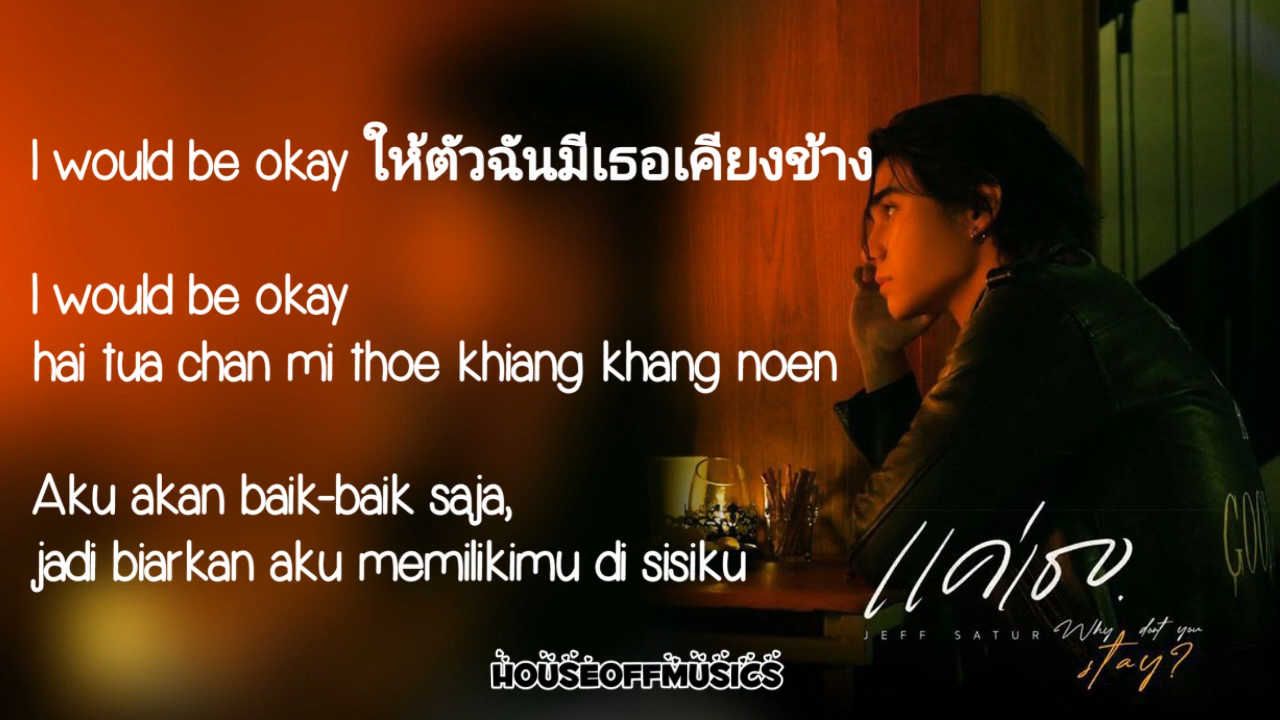 I would be okay ให้ตัวฉันมีเธอเคียงข้าง
I would be okay
hai tua chan mi thoe khiang khang noen
Aku akan baik-baik saja,
jadi biarkan aku memilikimu di sisiku
GOO
แค่เธอ.
JEFF SATUR Why don't you
stay?
HOUSEOFFMUSICS